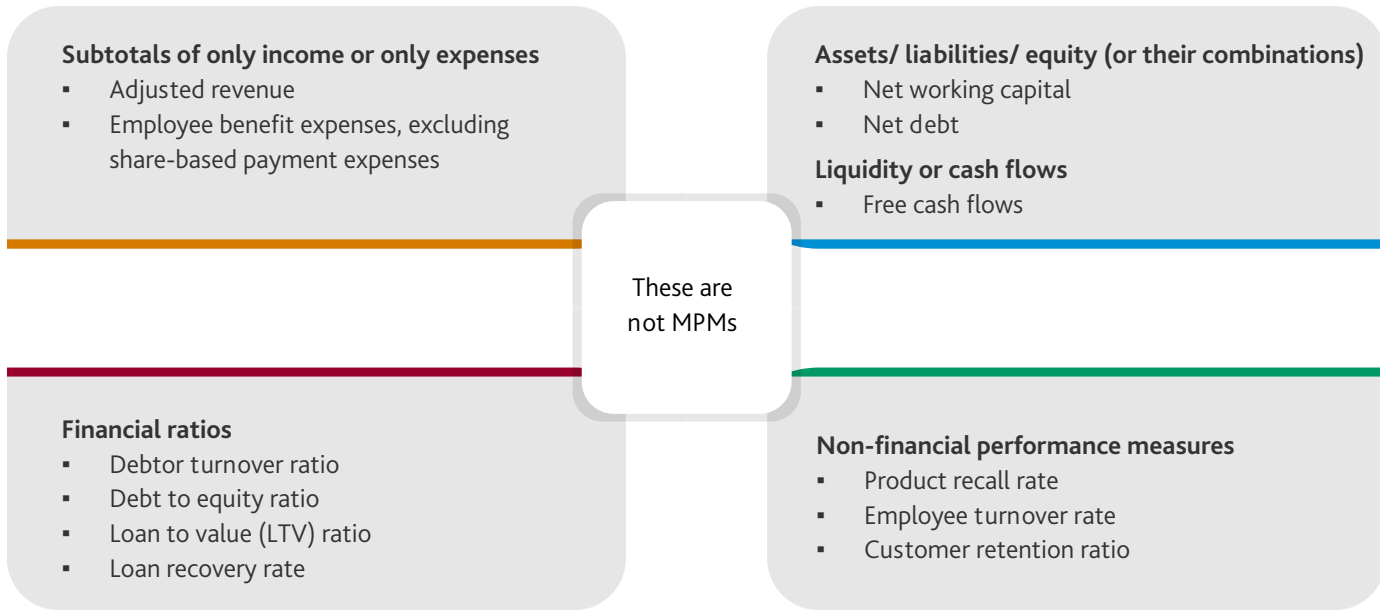 Subtotals of only income or only expenses
▪ Adjusted revenue
▪ Employee benefit expenses, excluding
share-based payment expenses
Assets/ liabilities/ equity (or their combinations)
▪ Net working capital
▪ Net debt
Liquidity or cash flows
▪ Free cash flows
These are
not MPMs
Financial ratios
▪ Debtor turnover ratio
▪ Debt to equity ratio
▪ Loan to value (LTV) ratio
▪ Loan recovery rate
Non-financial performance measures
▪ Product recall rate
▪ Employee turnover rate
▪ Customer retention ratio